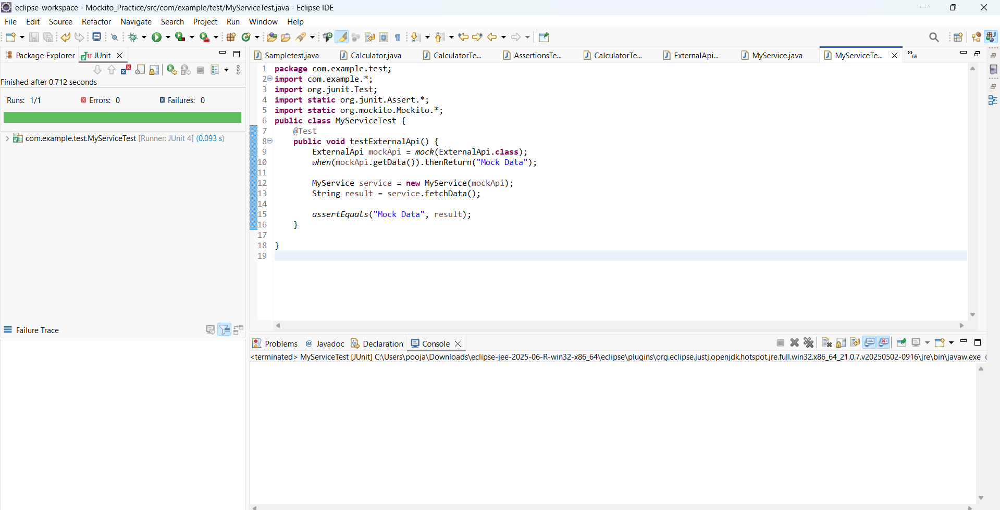 eclipse-workspace - Mockito_Practice/src/com/example/test/MyServiceTest.java - Eclipse IDE
File Edit Source Refactor Navigate Search Project Run Window Help
Package Explorer JUnit
Finished after 0.712 seconds
Runs: 1/1 Errors: 0 Failures: 0
com.example.test.MyServiceTest [Runner: JUnit 4] (0.093 s)
Failure Trace
Sampletest.java Calculator.java CalculatorTe... AssertionsTe... CalculatorTe... ExternalApi... MyService.java MyServiceTe... »68
1 package com.example.test;
2 import com.example.*;
3 import org.junit.Test;
4 import static org.junit.Assert.*;
5 import static org.mockito.Mockito.*;
6 public class MyServiceTest {
7     @Test
8     public void testExternalApi() {
9         ExternalApi mockApi = mock(ExternalApi.class);
10         when(mockApi.getData()).thenReturn("Mock Data");
11
12         MyService service = new MyService(mockApi);
13         String result = service.fetchData();
14
15         assertEquals("Mock Data", result);
16     }
17
18 }
19
Problems @ Javadoc Declaration Console
<terminated> MyServiceTest [JUnit] C:\Users\pooja\Downloads\eclipse-jee-2025-06-R-win32-x86_64\eclipse\plugins\org.eclipse.justj.openjdk.hotspot.jre.full.win32.x86_64_21.0.7.v20250502-0916\jre\bin\javaw.exe (